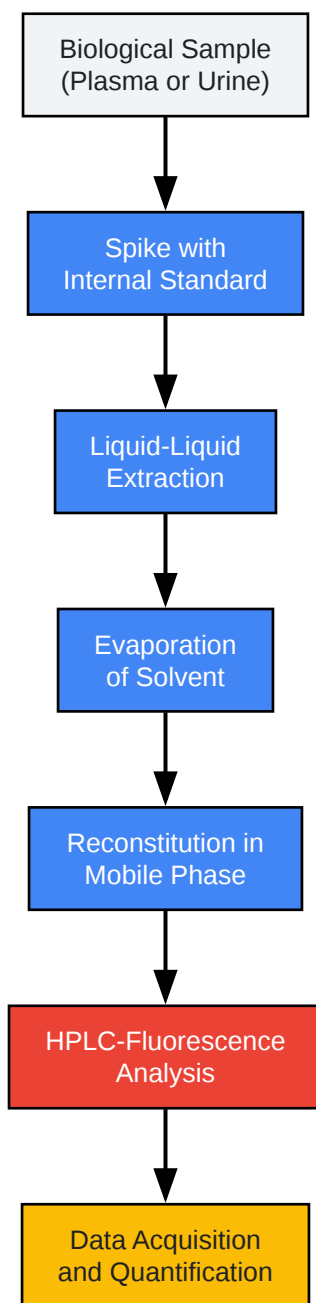 Biological Sample
(Plasma or Urine)
Spike with
Internal Standard
Liquid-Liquid
Extraction
Evaporation
of Solvent
Reconstitution in
Mobile Phase
HPLC-Fluorescence
Analysis
Data Acquisition
and Quantification